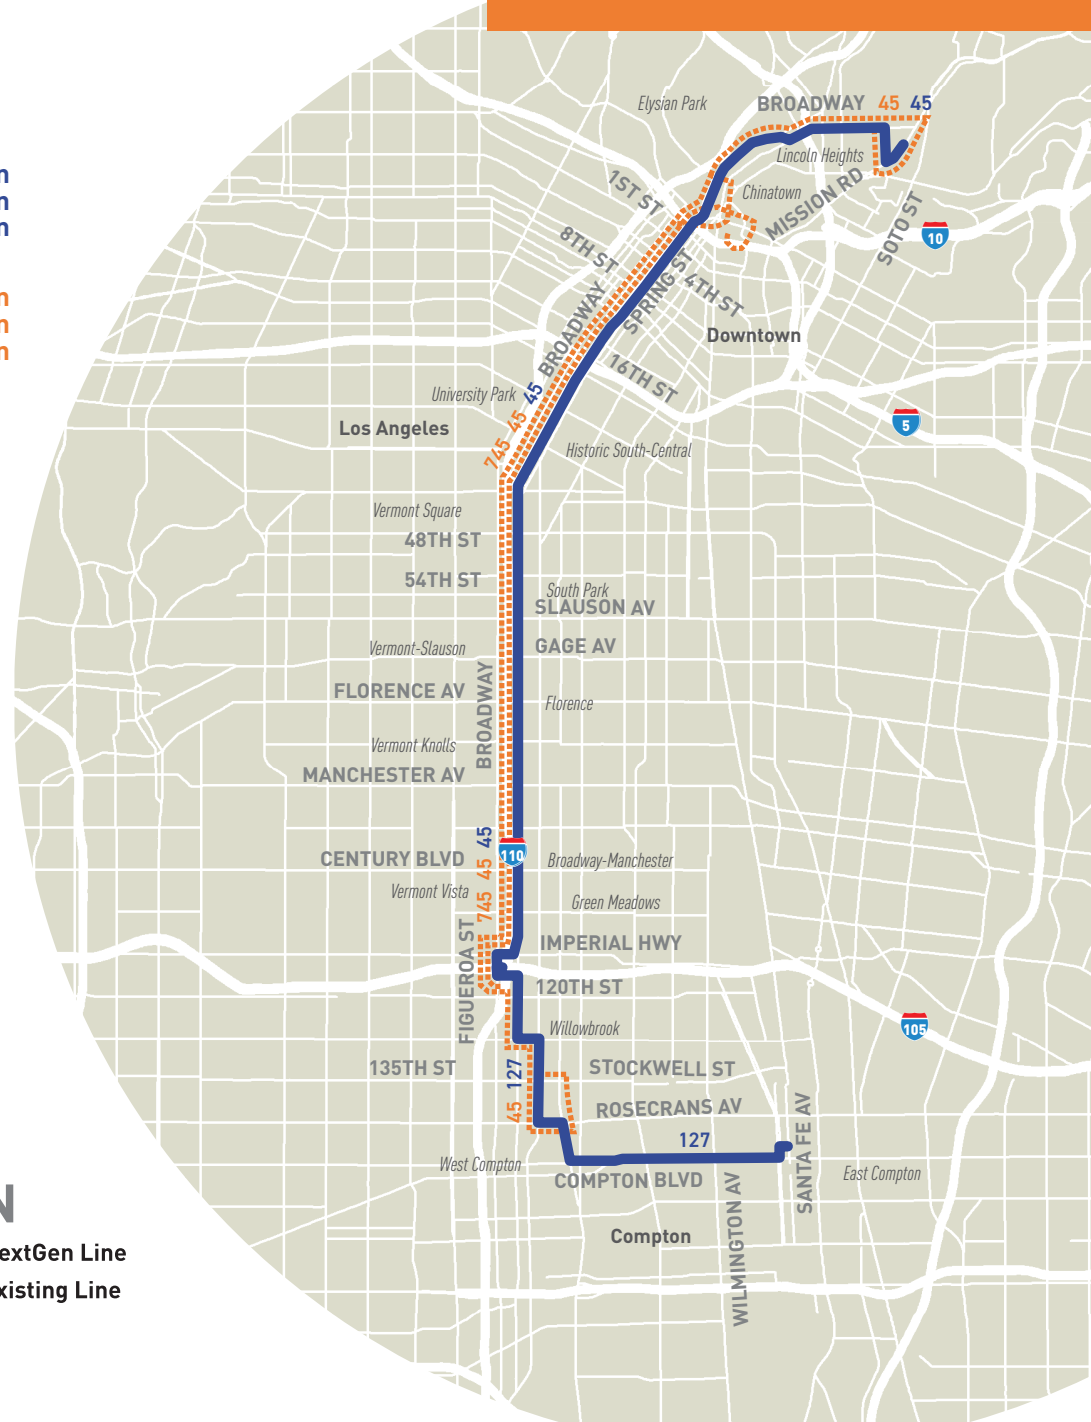 Elysian Park
BROADWAY
45
45
Lincoln Heights
1ST ST
Chinatown
MISSION RD
SOTO ST
10
8TH ST
4TH ST
SPRING ST
BROADWAY
Downtown
16TH ST
University Park
45
45
745
5
Los Angeles
Historic South-Central
Vermont Square
48TH ST
54TH ST
South Park
SLAUSON AV
GAGE AV
Vermont-Slauson
BROADWAY
FLORENCE AV
Florence
Vermont Knolls
MANCHESTER AV
45
110
CENTURY BLVD
45
Broadway-Manchester
Vermont Vista
745
Green Meadows
FIGUEROA ST
IMPERIAL HWY
120TH ST
105
Willowbrook
135TH ST
127
STOCKWELL ST
45
ROSECRANS AV
SANTA FE AV
127
West Compton
COMPTON BLVD
East Compton
WILMINGTON AV
Compton
N
extGen Line
xisting Line
n
n
n
n
n
n